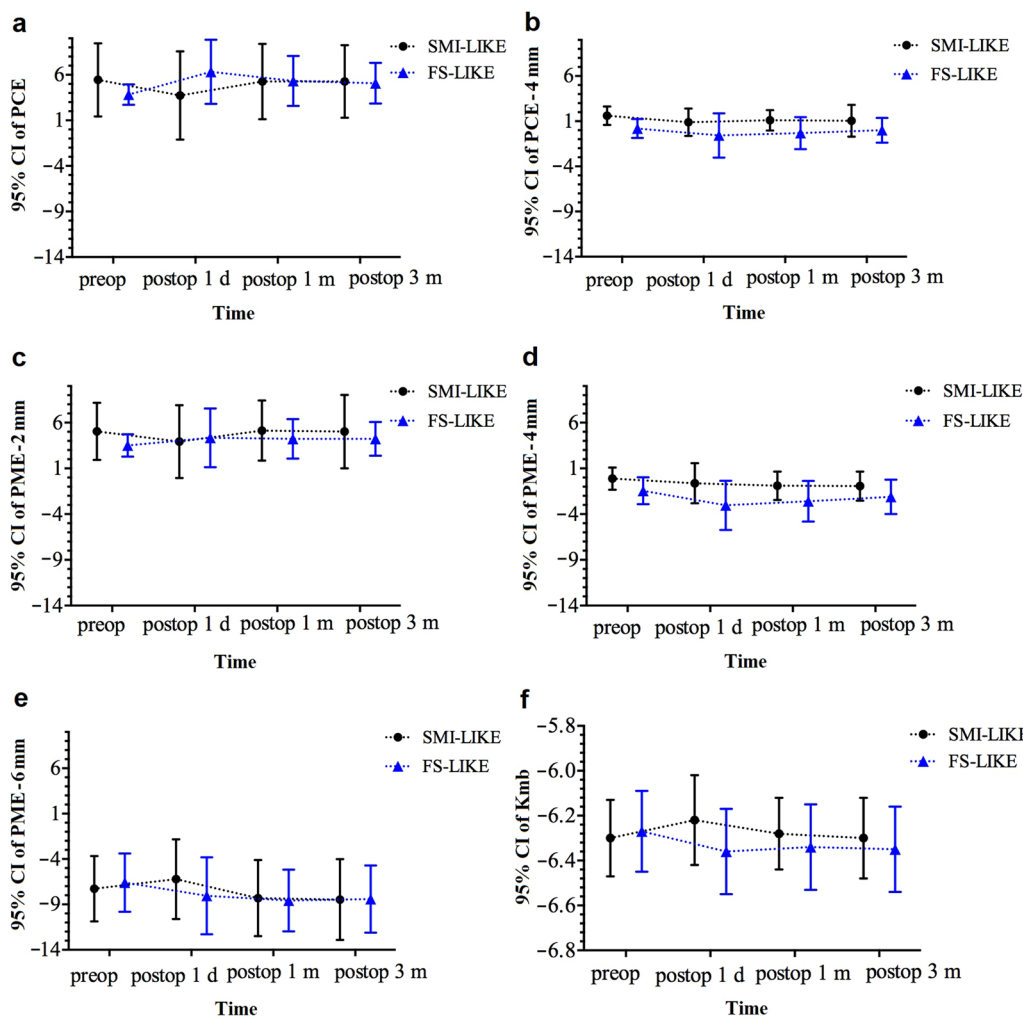 a
SMI-LIKE
FS-LIKE
95% CI of PCE
6
1
−4
−9
−14
preop postop 1 d postop 1 m postop 3 m
Time
b
SMI-LIKE
FS-LIKE
95% CI of PCE-4 mm
6
1
−4
−9
−14
preop postop 1 d postop 1 m postop 3 m
Time
c
SMI-LIKE
FS-LIKE
95% CI of PME-2 mm
6
1
−4
−9
−14
preop postop 1 d postop 1 m postop 3 m
Time
d
SMI-LIKE
FS-LIKE
95% CI of PME-4mm
6
1
−4
−9
−14
preop postop 1 d postop 1 m postop 3 m
Time
e
SMI-LIKE
FS-LIKE
95% CI of PME-6mm
6
1
−4
−9
−14
preop postop 1 d postop 1 m postop 3 m
Time
f
SMI-LIKE
FS-LIKE
95% CI of Kmb
−5.8
−6.0
−6.2
−6.4
−6.6
−6.8
preop postop 1 d postop 1 m postop 3 m
Time